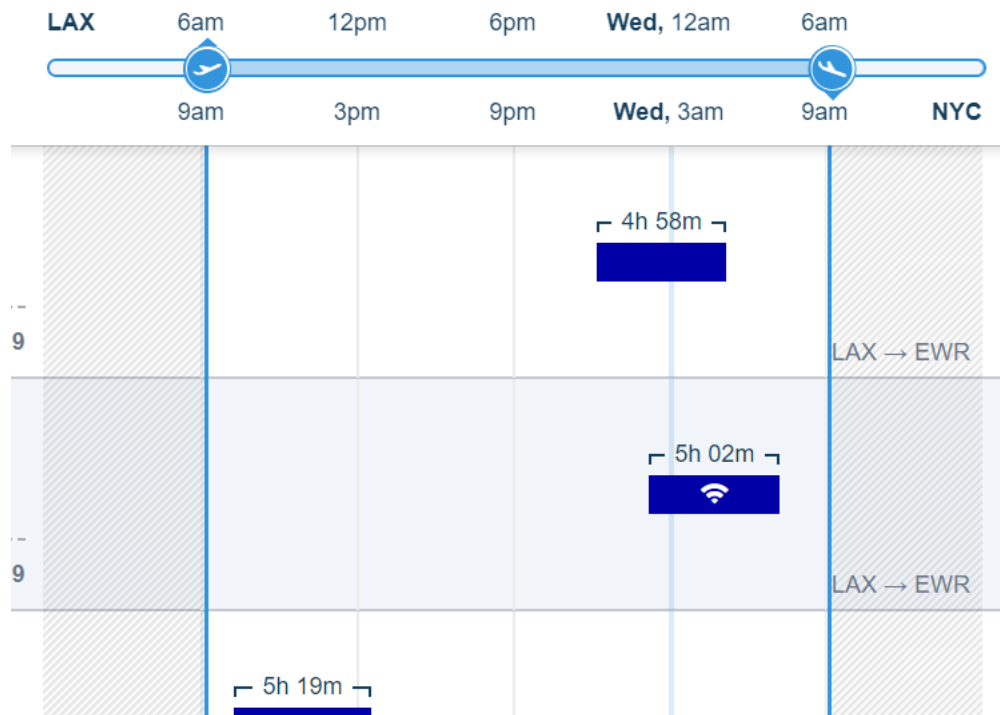 LAX 6am 12pm 6pm Wed, 12am 6am
9am 3pm 9pm Wed, 3am 9am NYC
4h 58m
9
LAX → EWR
5h 02m
9
LAX → EWR
5h 19m